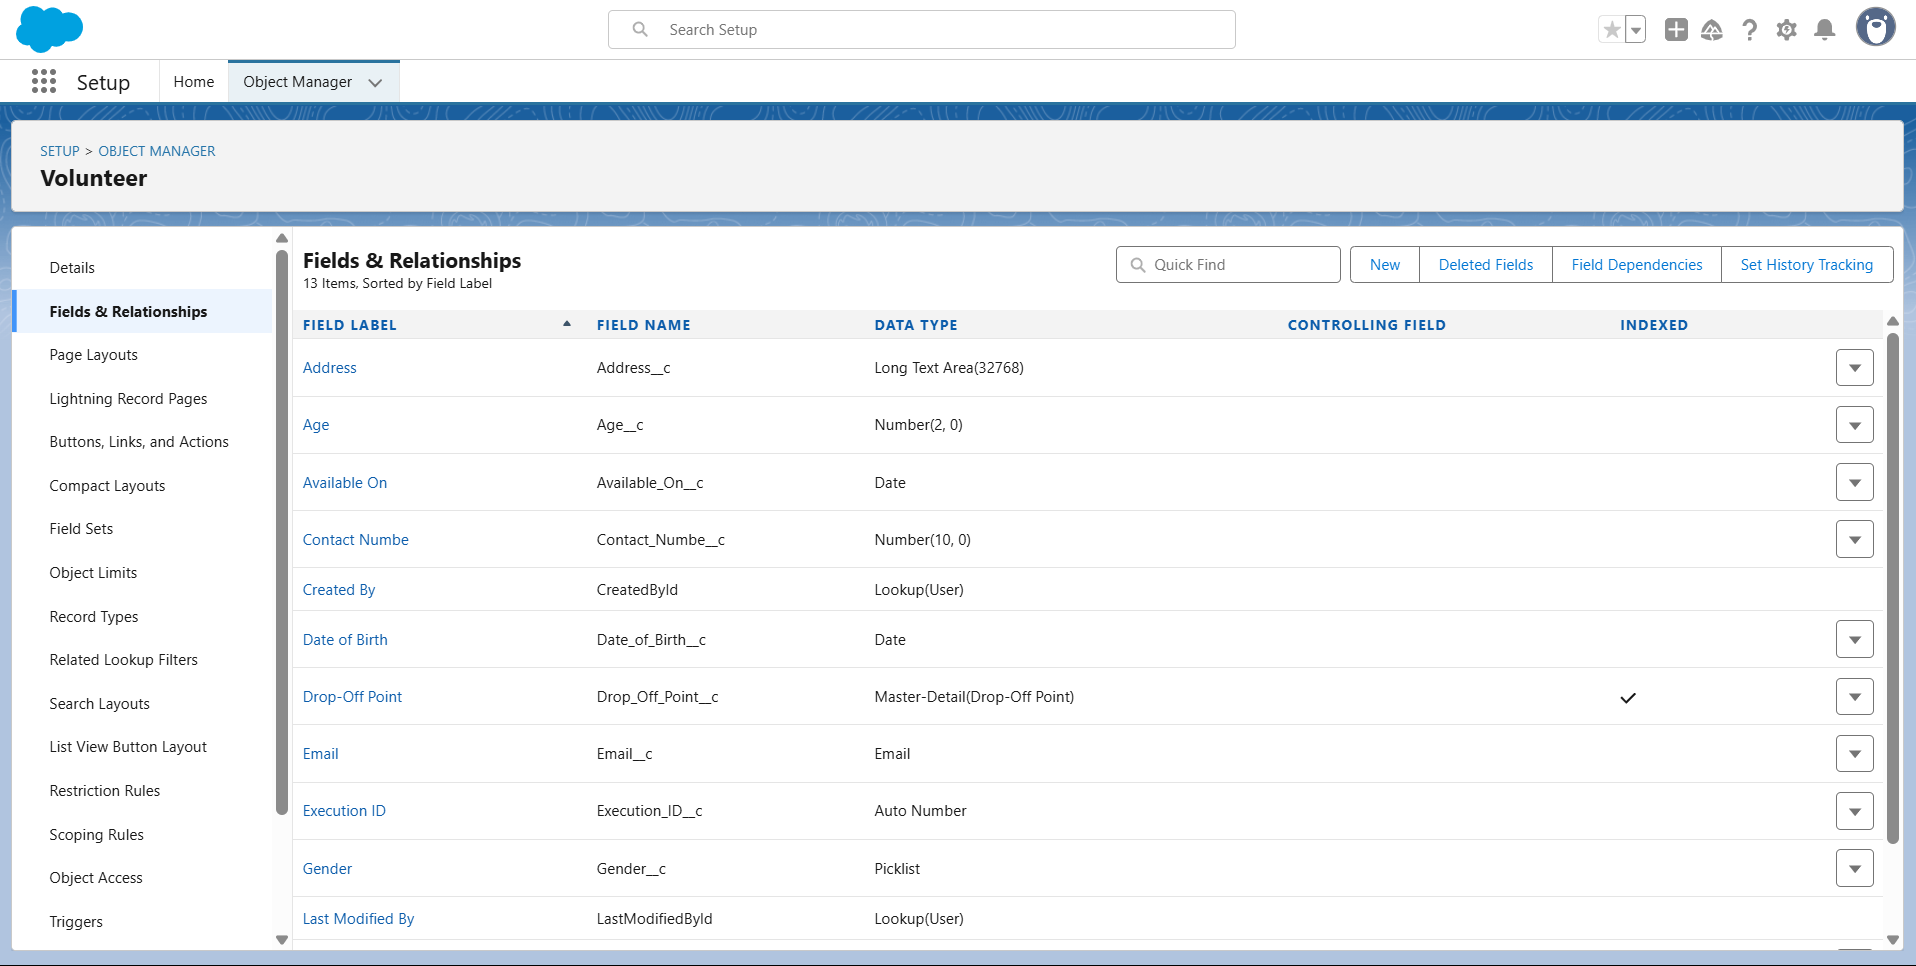 Search Setup
Setup
Home
Object Manager
SETUP > OBJECT MANAGER
Volunteer
Details
Fields & Relationships
Page Layouts
Lightning Record Pages
Buttons, Links, and Actions
Compact Layouts
Field Sets
Object Limits
Record Types
Related Lookup Filters
Search Layouts
List View Button Layout
Restriction Rules
Scoping Rules
Object Access
Triggers
Fields & Relationships
13 Items, Sorted by Field Label
Quick Find
New
Deleted Fields
Field Dependencies
Set History Tracking
FIELD LABEL FIELD NAME DATA TYPE CONTROLLING FIELD INDEXED
Address Address__c Long Text Area(32768)
Age Age__c Number(2, 0)
Available On Available_On__c Date
Contact Numbe Contact_Numbe__c Number(10, 0)
Created By CreatedById Lookup(User)
Date of Birth Date_of_Birth__c Date
Drop-Off Point Drop_Off_Point__c Master-Detail(Drop-Off Point)
Email Email__c Email
Execution ID Execution_ID__c Auto Number
Gender Gender__c Picklist
Last Modified By LastModifiedById Lookup(User)